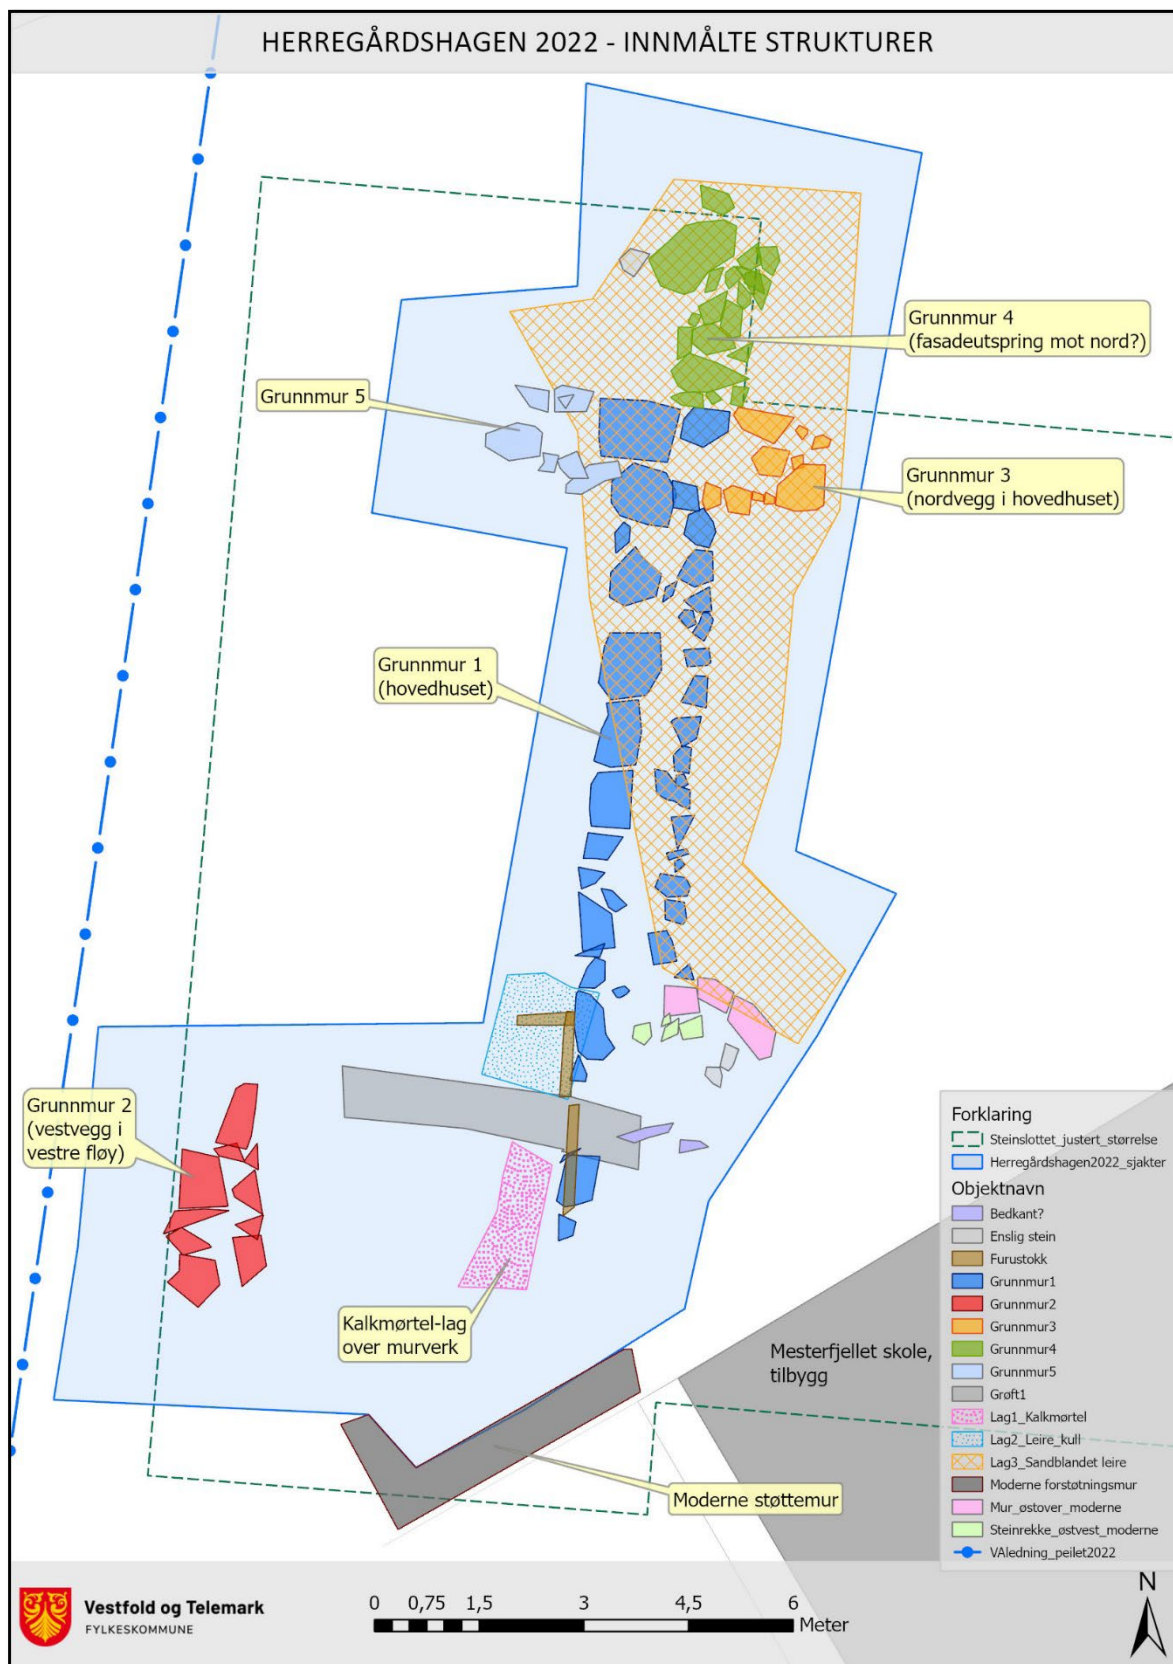 HERREGÅRDSHAGEN 2022 - INNMÅLTE STRUKTURER
Grunnmur 4
(fasadeutspring mot nord?)
Grunnmur 5
Grunnmur 3
(nordvegg i hovedhuset)
Grunnmur 1
(hovedhuset)
Grunnmur 2
(vestvegg i
vestre fløy)
Kalkmørtel-lag
over murverk
Mesterfjellet skole,
tilbygg
Moderne støttemur
Forklaring
Steinslottet_justert_størrelse
Herregårdshagen2022_sjakter
Objektnavn
Bedkant?
Enslig stein
Furustokk
Grunnmur1
Grunnmur2
Grunnmur3
Grunnmur4
Grunnmur5
Grøft1
Lag1_Kalkmørtel
Lag2_Leire_kull
Lag3_Sandblandet leire
Moderne forstøtningsmur
Mur_østover_moderne
Steinrekke_østvest_moderne
VAledning_peilet2022
Vestfold og Telemark
FYLKESKOMMUNE
0 0,75 1,5 3 4,5 6
Meter
N